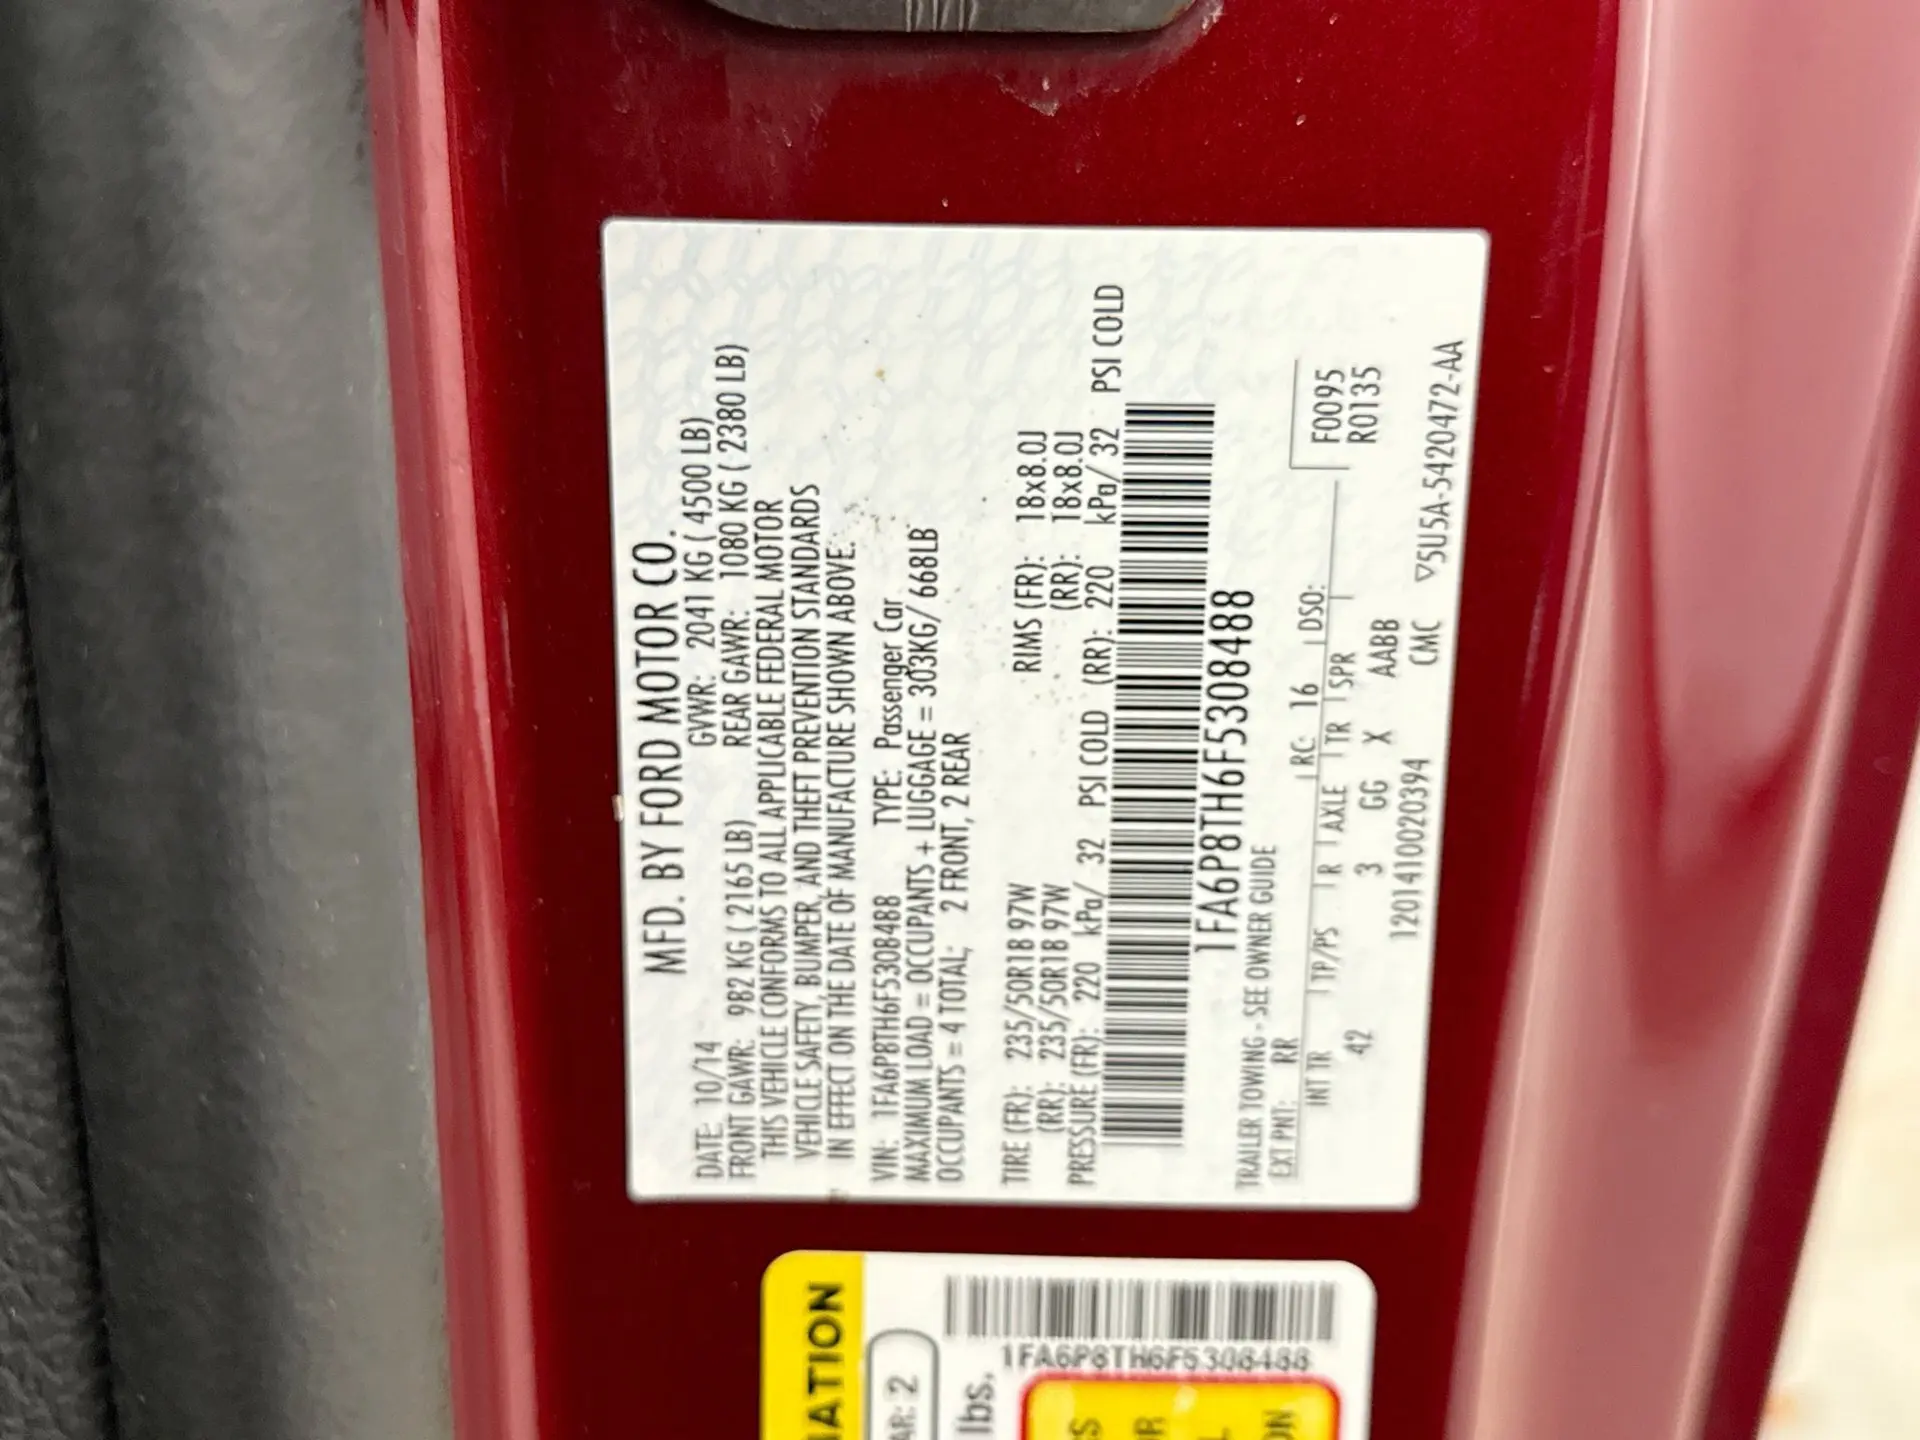 MFD. BY FORD MOTOR CO.
DATE: 10/14 GVWR: 2041 KG ( 4500 LB)
FRONT GAWR: 982 KG ( 2165 LB) REAR GAWR: 1080 KG ( 2380 LB)
THIS VEHICLE CONFORMS TO ALL APPLICABLE FEDERAL MOTOR
VEHICLE SAFETY, BUMPER, AND THEFT PREVENTION STANDARDS
IN EFFECT ON THE DATE OF MANUFACTURE SHOWN ABOVE.
VIN: 1FA6P8TH6F5308488 TYPE: Passenger Car
MAXIMUM LOAD = OCCUPANTS + LUGGAGE = 303KG/ 668LB
OCCUPANTS = 4 TOTAL; 2 FRONT, 2 REAR
TIRE (FR): 235/50R18 97W RIMS (FR): 18x8.0J
(RR): 235/50R18 97W (RR): 18x8.0J
PRESSURE (FR): 220 kPa/ 32 PSI COLD (RR): 220 kPa/ 32 PSI COLD
1FA6P8TH6F5308488
TRAILER TOWING - SEE OWNER GUIDE
EXT PNT: RR RC: 16 DSO:
F0095
R0135
INT TR TP/PS R AXLE TR SPR
42 3 GG X AABB
1201410020394 CMC ▽5U5A-5420472-AA
1FA6P8TH6F5308488
lbs.